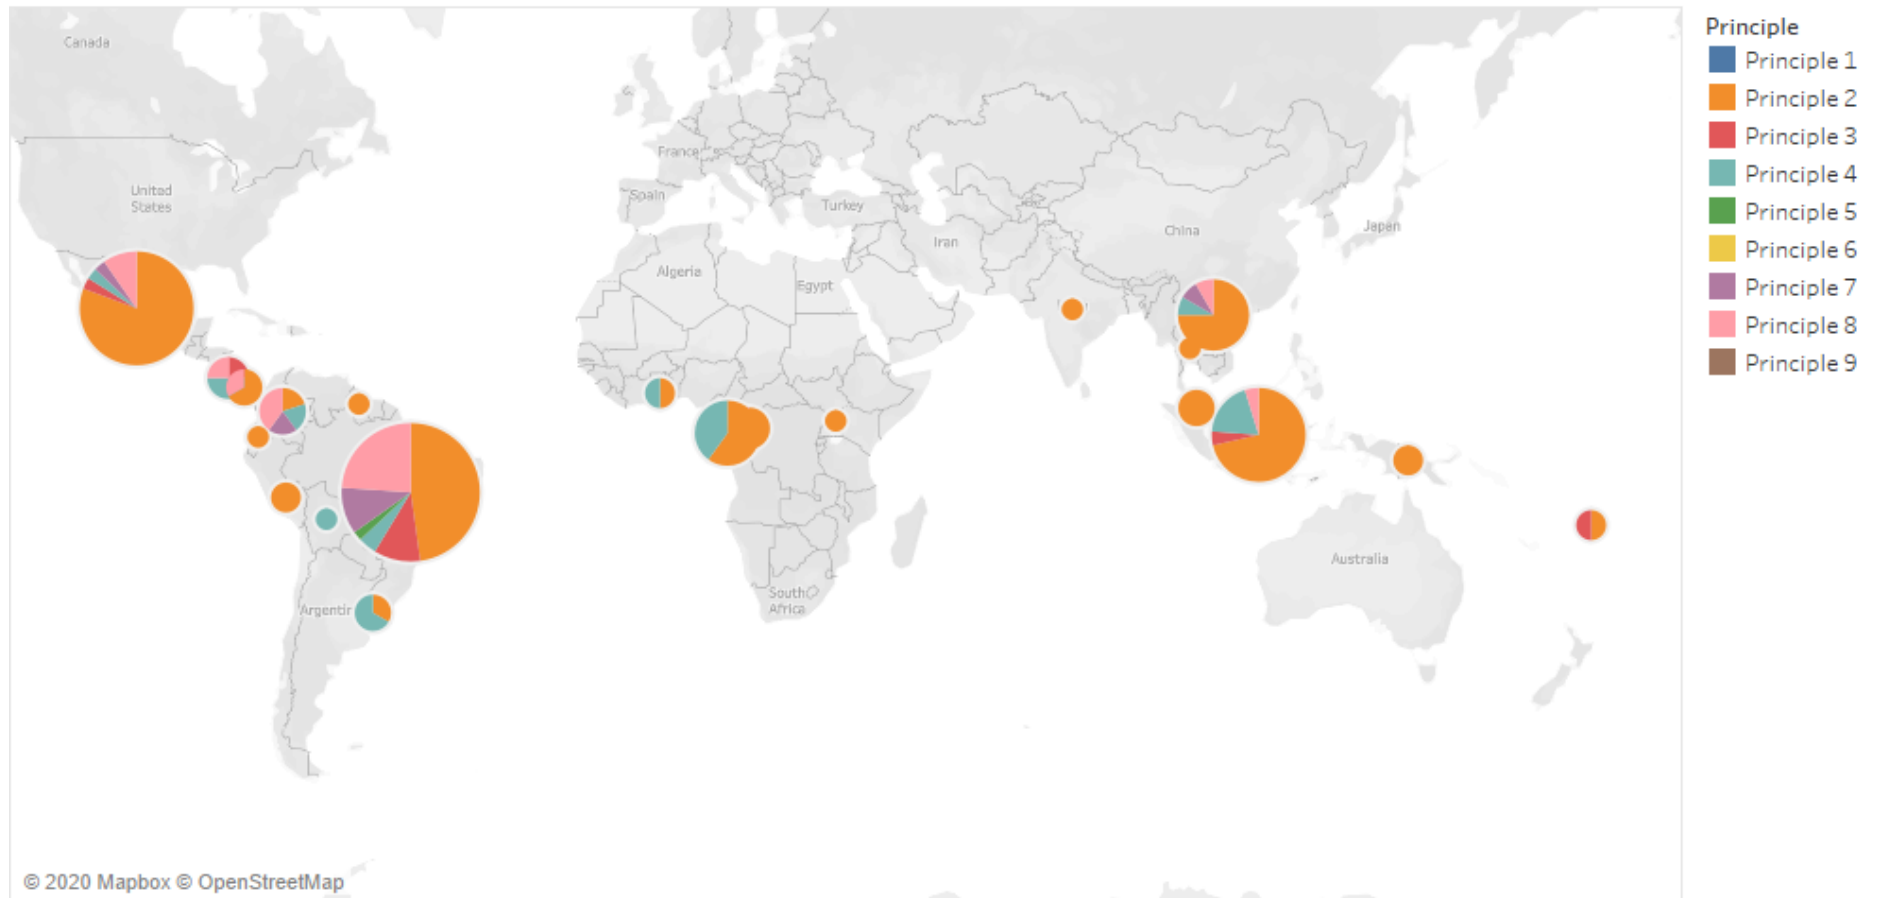 Canada
United
States
France
Spain
Turkey
Algeria
Egypt
Iran
China
Japan
South
Africa
Argentir
Australia
© 2020 Mapbox © OpenStreetMap
Principle
Principle 1
Principle 2
Principle 3
Principle 4
Principle 5
Principle 6
Principle 7
Principle 8
Principle 9